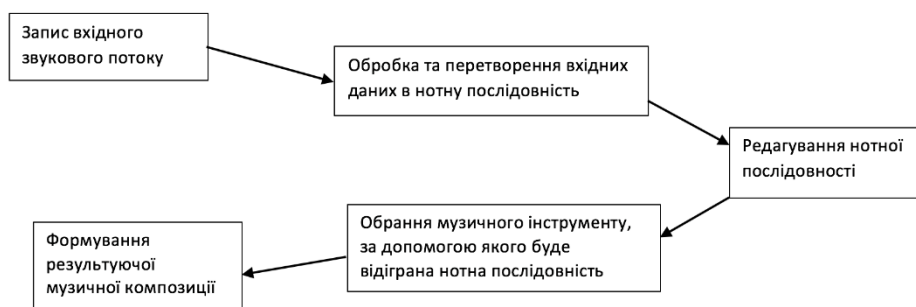 Запис вхідного
звукового потоку
Обробка та перетворення вхідних
даних в нотну послідовність
Редагування нотної
послідовності
Обрання музичного інструменту,
за допомогою якого буде
відіграна нотна послідовність
Формування
результуючої
музичної композиції